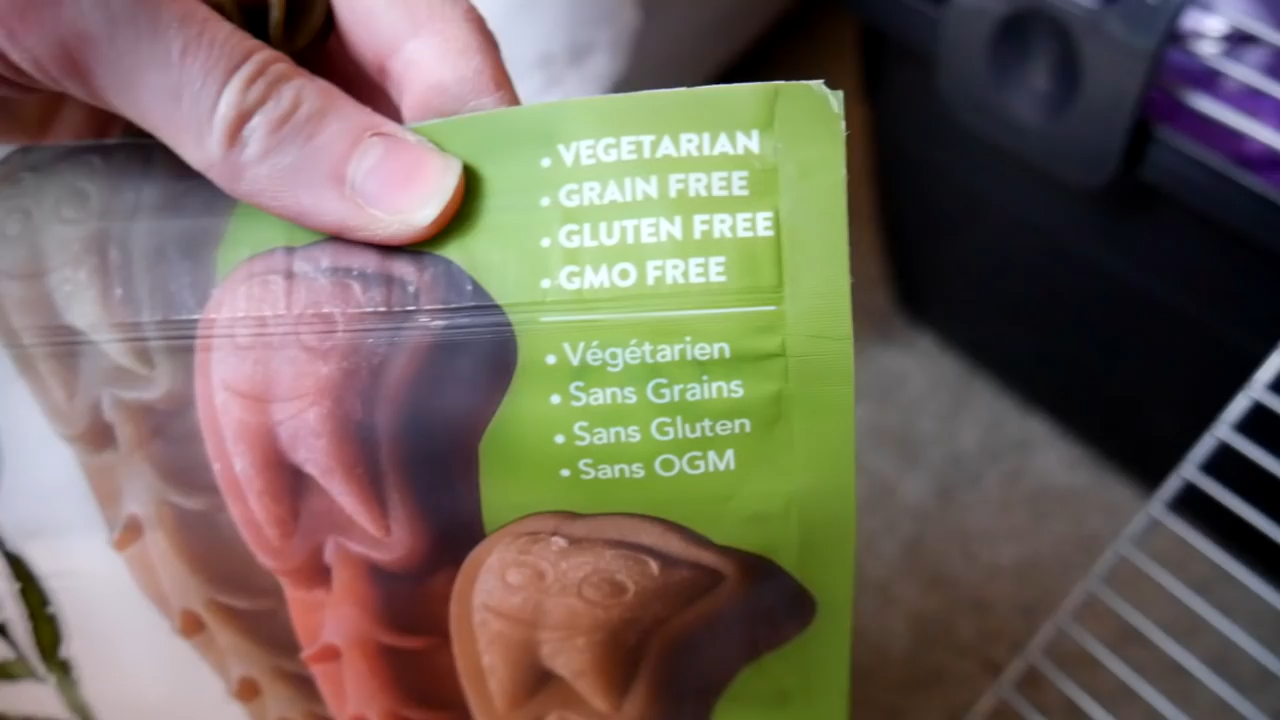 • VEGETARIAN
• GRAIN FREE
• GLUTEN FREE
• GMO FREE
• Végétarien
• Sans Grains
• Sans Gluten
• Sans OGM